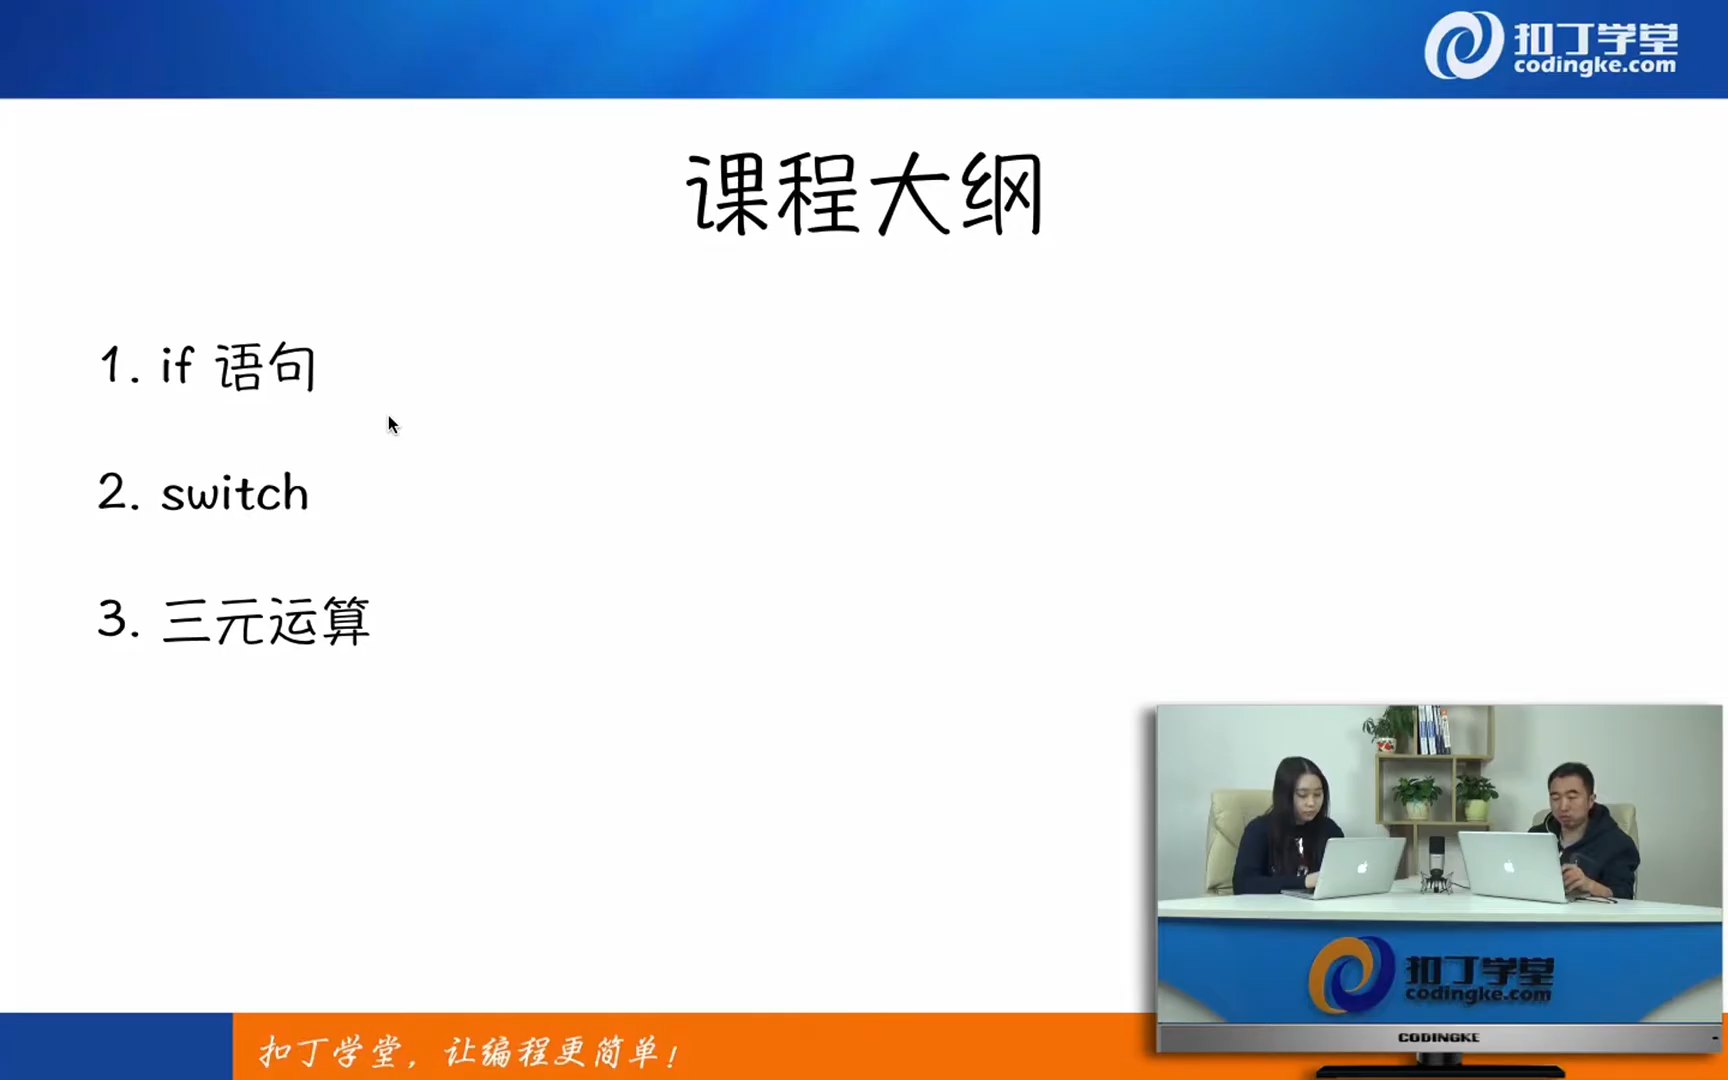 扣丁学堂
codingke.com
课程大纲
1. if 语句
2. switch
3. 三元运算
扣丁学堂
codingke.com
CODINGKE
扣丁学堂，让编程更简单！